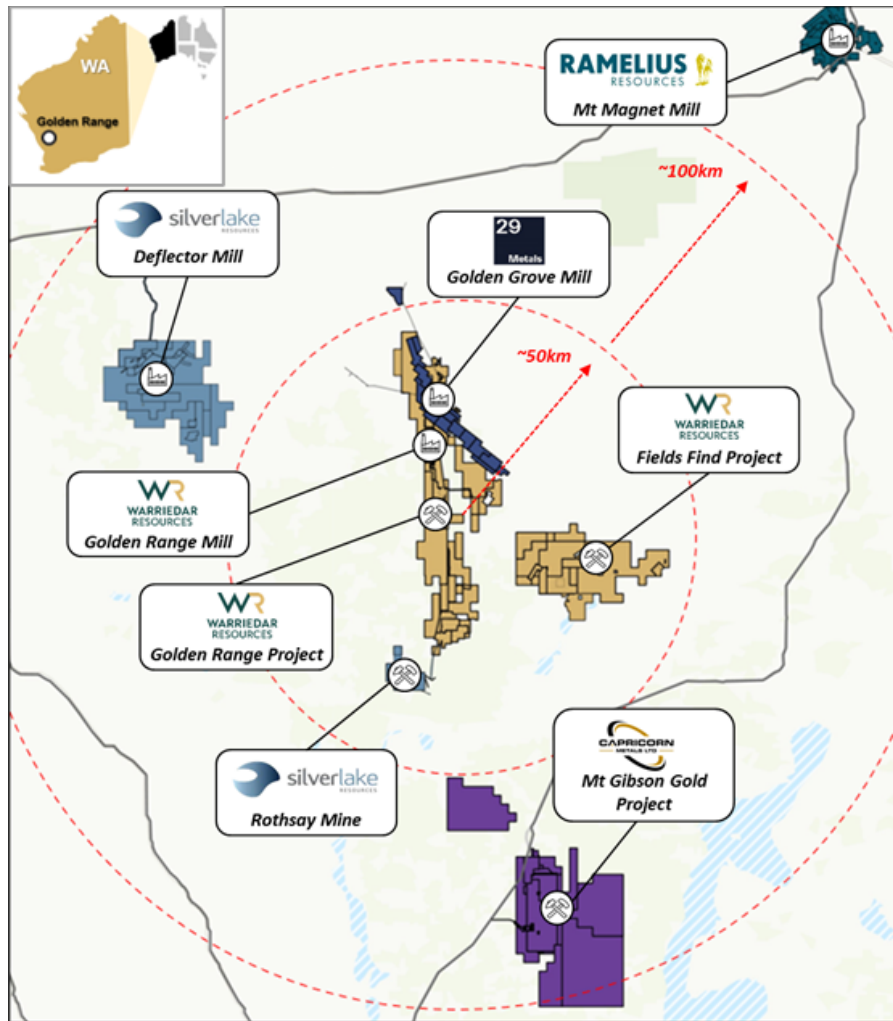 WA
Golden Range
RAMELIUS
RESOURCES
Mt Magnet Mill
~100km
silverlake
RESOURCES
Deflector Mill
29
Metals
Golden Grove Mill
~50km
WR
WARRIEDAR
RESOURCES
Fields Find Project
WR
WARRIEDAR
RESOURCES
Golden Range Mill
WR
WARRIEDAR
RESOURCES
Golden Range Project
silverlake
RESOURCES
Rothsay Mine
CAPRICORN
METALS LTD
Mt Gibson Gold
Project